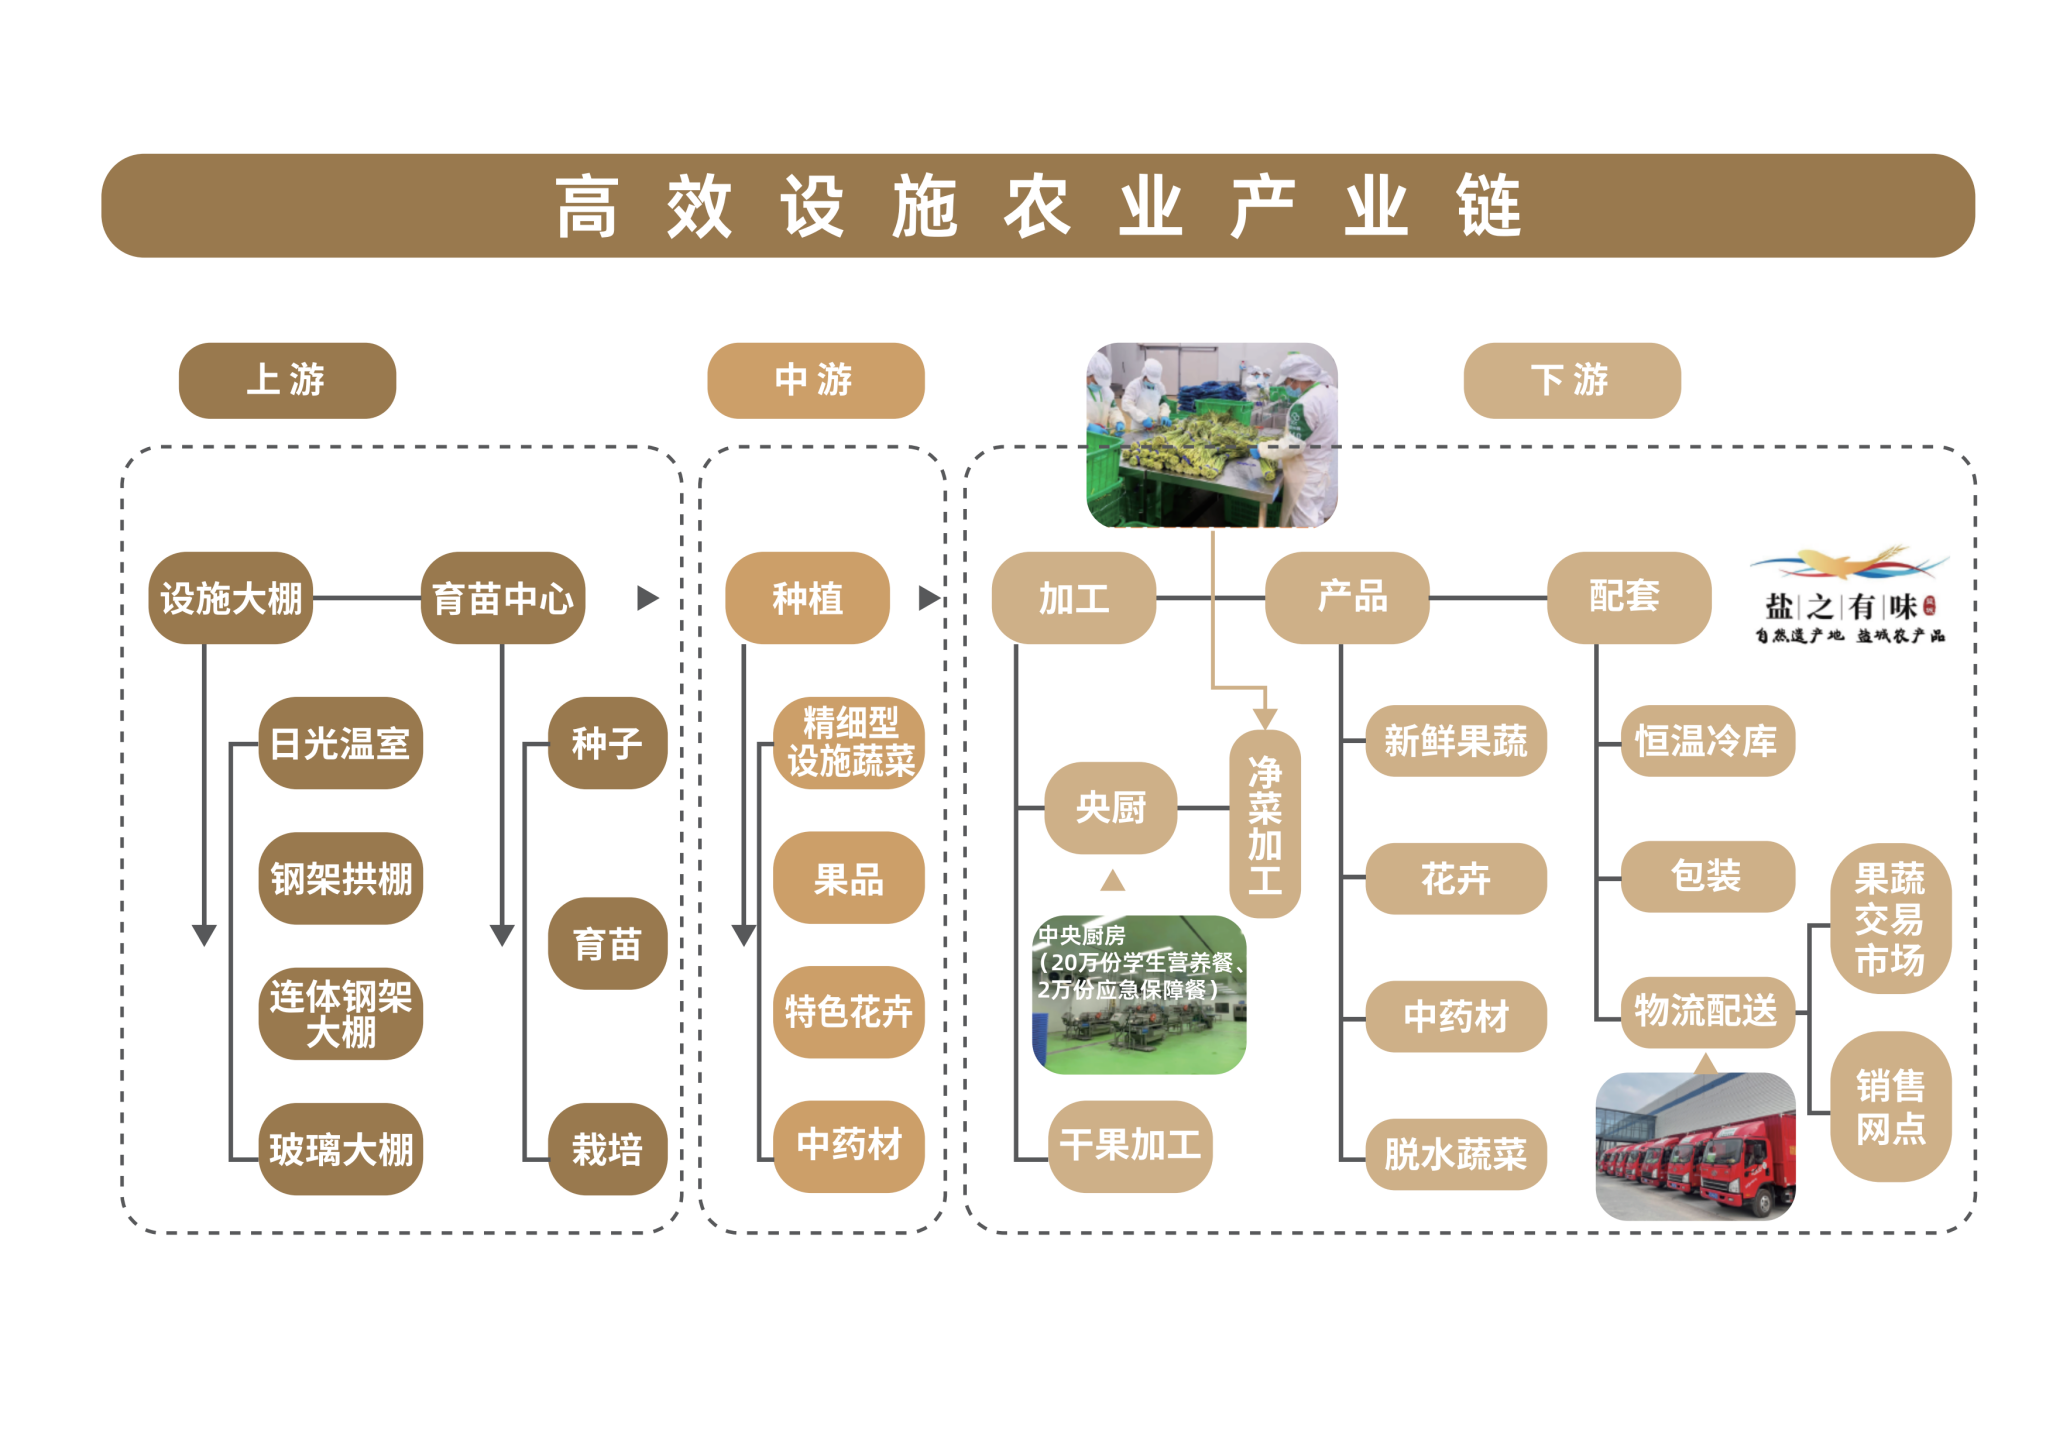 高效设施农业产业链
上游
中游
下游
设施大棚
育苗中心
日光温室
钢架拱棚
连体钢架
大棚
玻璃大棚
种子
育苗
栽培
种植
精细型
设施蔬菜
果品
特色花卉
中药材
加工
产品
配套
盐之有味
自然遗产地 盐城农产品
央厨
净菜加工
中央厨房
（20万份学生营养餐、
2万份应急保障餐）
干果加工
新鲜果蔬
花卉
中药材
脱水蔬菜
恒温冷库
包装
物流配送
果蔬
交易
市场
销售
网点